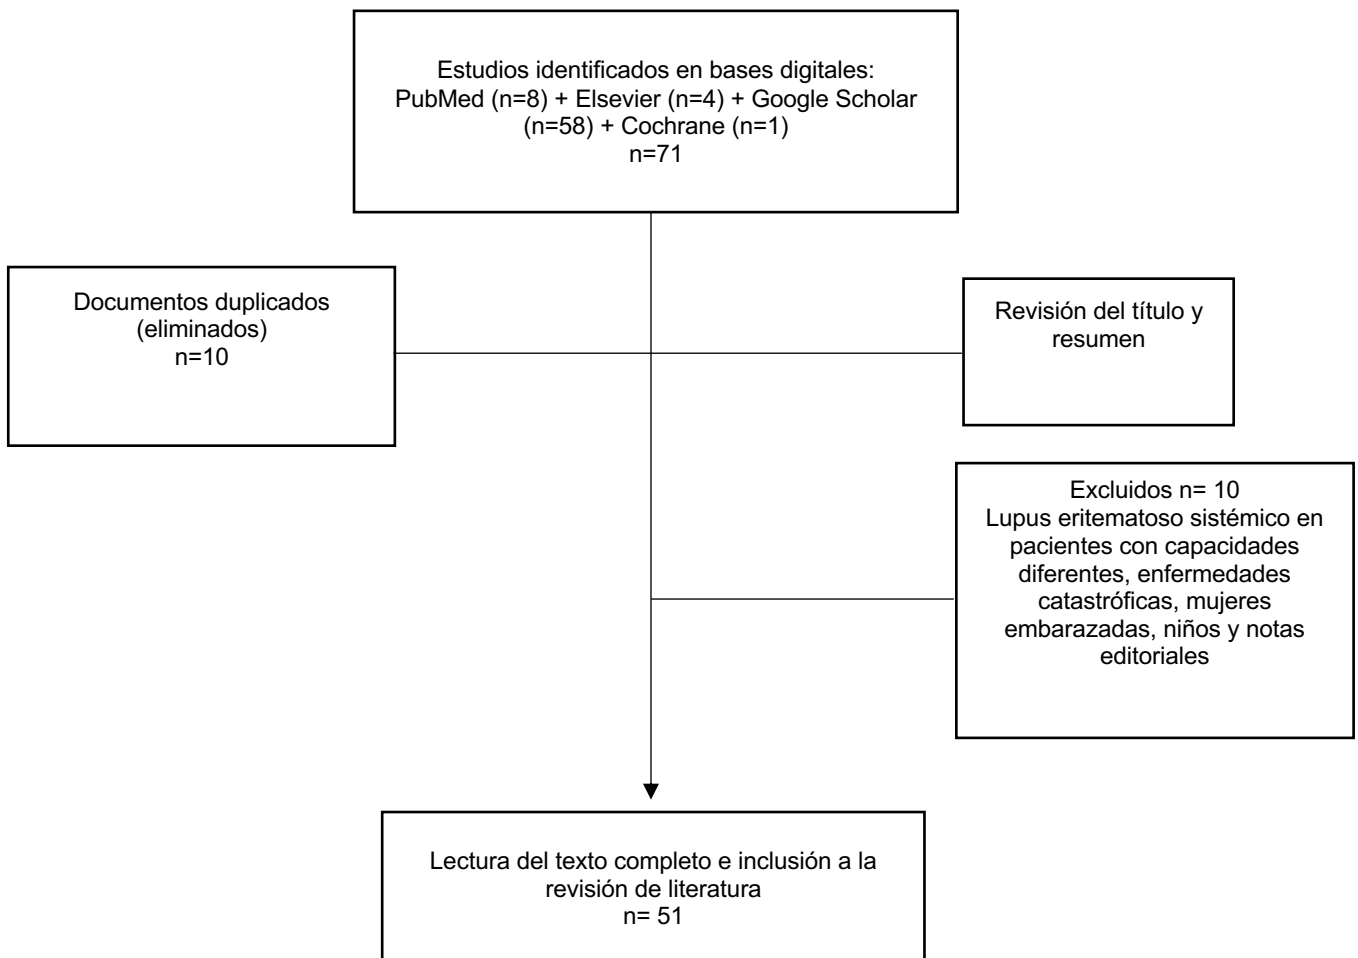 Estudios identificados en bases digitales:
PubMed (n=8) + Elsevier (n=4) + Google Scholar
(n=58) + Cochrane (n=1)
n=71
Documentos duplicados
(eliminados)
n=10
Revisión del título y
resumen
Excluidos n= 10
Lupus eritematoso sistémico en
pacientes con capacidades
diferentes, enfermedades
catastróficas, mujeres
embarazadas, niños y notas
editoriales
Lectura del texto completo e inclusión a la
revisión de literatura
n= 51